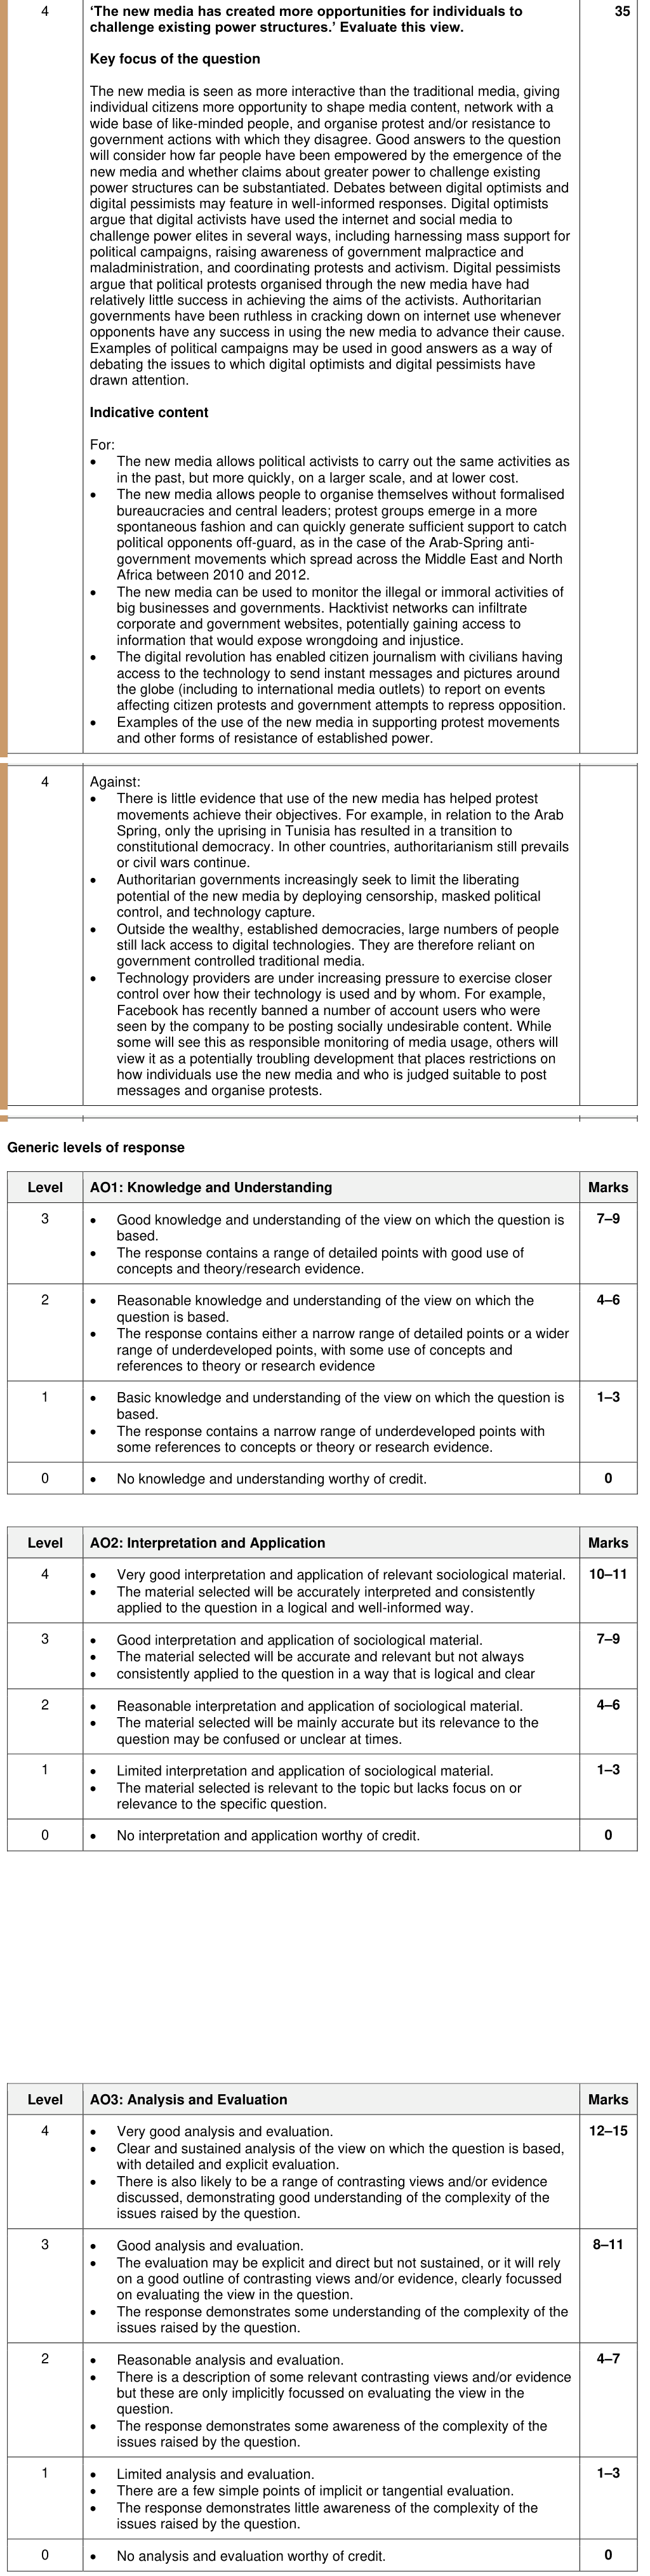 4
‘The new media has created more opportunities for individuals to
challenge existing power structures.’ Evaluate this view.
35
Key focus of the question
The new media is seen as more interactive than the traditional media, giving
individual citizens more opportunity to shape media content, network with a
wide base of like-minded people, and organise protest and/or resistance to
government actions with which they disagree. Good answers to the question
will consider how far people have been empowered by the emergence of the
new media and whether claims about greater power to challenge existing
power structures can be substantiated. Debates between digital optimists and
digital pessimists may feature in well-informed responses. Digital optimists
argue that digital activists have used the internet and social media to
challenge power elites in several ways, including harnessing mass support for
political campaigns, raising awareness of government malpractice and
maladministration, and coordinating protests and activism. Digital pessimists
argue that political protests organised through the new media have had
relatively little success in achieving the aims of the activists. Authoritarian
governments have been ruthless in cracking down on internet use whenever
opponents have any success in using the new media to advance their cause.
Examples of political campaigns may be used in good answers as a way of
debating the issues to which digital optimists and digital pessimists have
drawn attention.
Indicative content
For:
• The new media allows political activists to carry out the same activities as
in the past, but more quickly, on a larger scale, and at lower cost.
• The new media allows people to organise themselves without formalised
bureaucracies and central leaders; protest groups emerge in a more
spontaneous fashion and can quickly generate sufficient support to catch
political opponents off-guard, as in the case of the Arab-Spring anti-
government movements which spread across the Middle East and North
Africa between 2010 and 2012.
• The new media can be used to monitor the illegal or immoral activities of
big businesses and governments. Hacktivist networks can infiltrate
corporate and government websites, potentially gaining access to
information that would expose wrongdoing and injustice.
• The digital revolution has enabled citizen journalism with civilians having
access to the technology to send instant messages and pictures around
the globe (including to international media outlets) to report on events
affecting citizen protests and government attempts to repress opposition.
• Examples of the use of the new media in supporting protest movements
and other forms of resistance of established power.
4
Against:
• There is little evidence that use of the new media has helped protest
movements achieve their objectives. For example, in relation to the Arab
Spring, only the uprising in Tunisia has resulted in a transition to
constitutional democracy. In other countries, authoritarianism still prevails
or civil wars continue.
• Authoritarian governments increasingly seek to limit the liberating
potential of the new media by deploying censorship, masked political
control, and technology capture.
• Outside the wealthy, established democracies, large numbers of people
still lack access to digital technologies. They are therefore reliant on
government controlled traditional media.
• Technology providers are under increasing pressure to exercise closer
control over how their technology is used and by whom. For example,
Facebook has recently banned a number of account users who were
seen by the company to be posting socially undesirable content. While
some will see this as responsible monitoring of media usage, others will
view it as a potentially troubling development that places restrictions on
how individuals use the new media and who is judged suitable to post
messages and organise protests.
Generic levels of response
Level AO1: Knowledge and Understanding Marks
3 • Good knowledge and understanding of the view on which the question is 7–9
based.
• The response contains a range of detailed points with good use of
concepts and theory/research evidence.
2 • Reasonable knowledge and understanding of the view on which the 4–6
question is based.
• The response contains either a narrow range of detailed points or a wider
range of underdeveloped points, with some use of concepts and
references to theory or research evidence
1 • Basic knowledge and understanding of the view on which the question is 1–3
based.
• The response contains a narrow range of underdeveloped points with
some references to concepts or theory or research evidence.
0 • No knowledge and understanding worthy of credit. 0
Level AO2: Interpretation and Application Marks
4 • Very good interpretation and application of relevant sociological material. 10–11
• The material selected will be accurately interpreted and consistently
applied to the question in a logical and well-informed way.
3 • Good interpretation and application of sociological material. 7–9
• The material selected will be accurate and relevant but not always
• consistently applied to the question in a way that is logical and clear
2 • Reasonable interpretation and application of sociological material. 4–6
• The material selected will be mainly accurate but its relevance to the
question may be confused or unclear at times.
1 • Limited interpretation and application of sociological material. 1–3
• The material selected is relevant to the topic but lacks focus on or
relevance to the specific question.
0 • No interpretation and application worthy of credit. 0
Level AO3: Analysis and Evaluation Marks
4 • Very good analysis and evaluation. 12–15
• Clear and sustained analysis of the view on which the question is based,
with detailed and explicit evaluation.
• There is also likely to be a range of contrasting views and/or evidence
discussed, demonstrating good understanding of the complexity of the
issues raised by the question.
3 • Good analysis and evaluation. 8–11
• The evaluation may be explicit and direct but not sustained, or it will rely
on a good outline of contrasting views and/or evidence, clearly focussed
on evaluating the view in the question.
• The response demonstrates some understanding of the complexity of the
issues raised by the question.
2 • Reasonable analysis and evaluation. 4–7
• There is a description of some relevant contrasting views and/or evidence
but these are only implicitly focussed on evaluating the view in the
question.
• The response demonstrates some awareness of the complexity of the
issues raised by the question.
1 • Limited analysis and evaluation. 1–3
• There are a few simple points of implicit or tangential evaluation.
• The response demonstrates little awareness of the complexity of the
issues raised by the question.
0 • No analysis and evaluation worthy of credit. 0